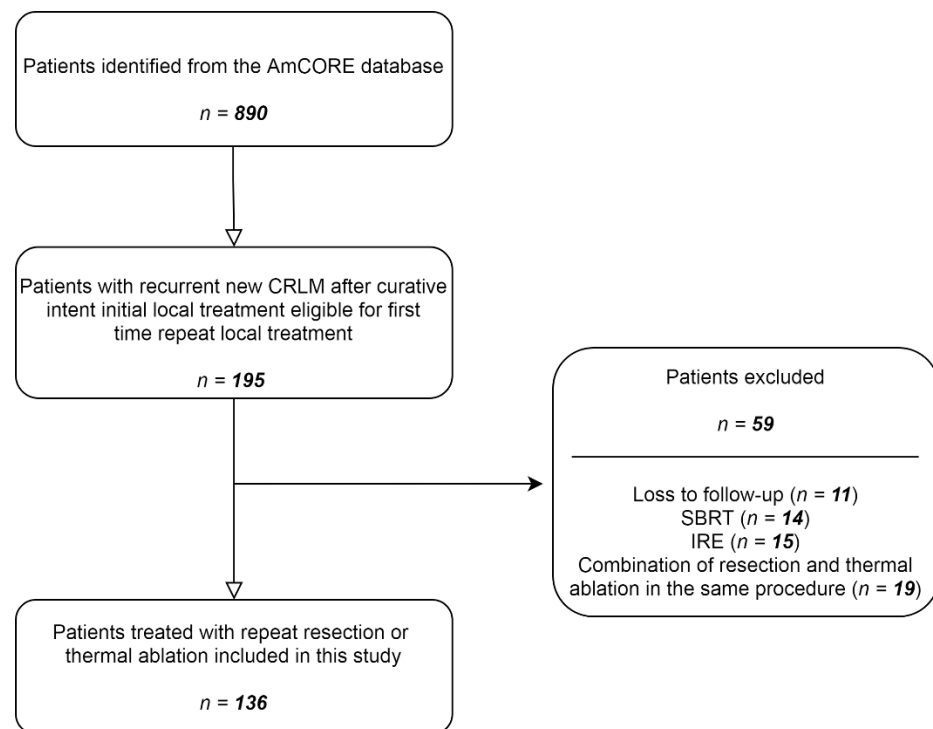 Patients identified from the AmCORE database
n = 890
Patients with recurrent new CRLM after curative
intent initial local treatment eligible for first
time repeat local treatment
n = 195
Patients excluded
n = 59
Loss to follow-up (n = 11)
SBRT (n = 14)
IRE (n = 15)
Combination of resection and thermal
ablation in the same procedure (n = 19)
Patients treated with repeat resection or
thermal ablation included in this study
n = 136